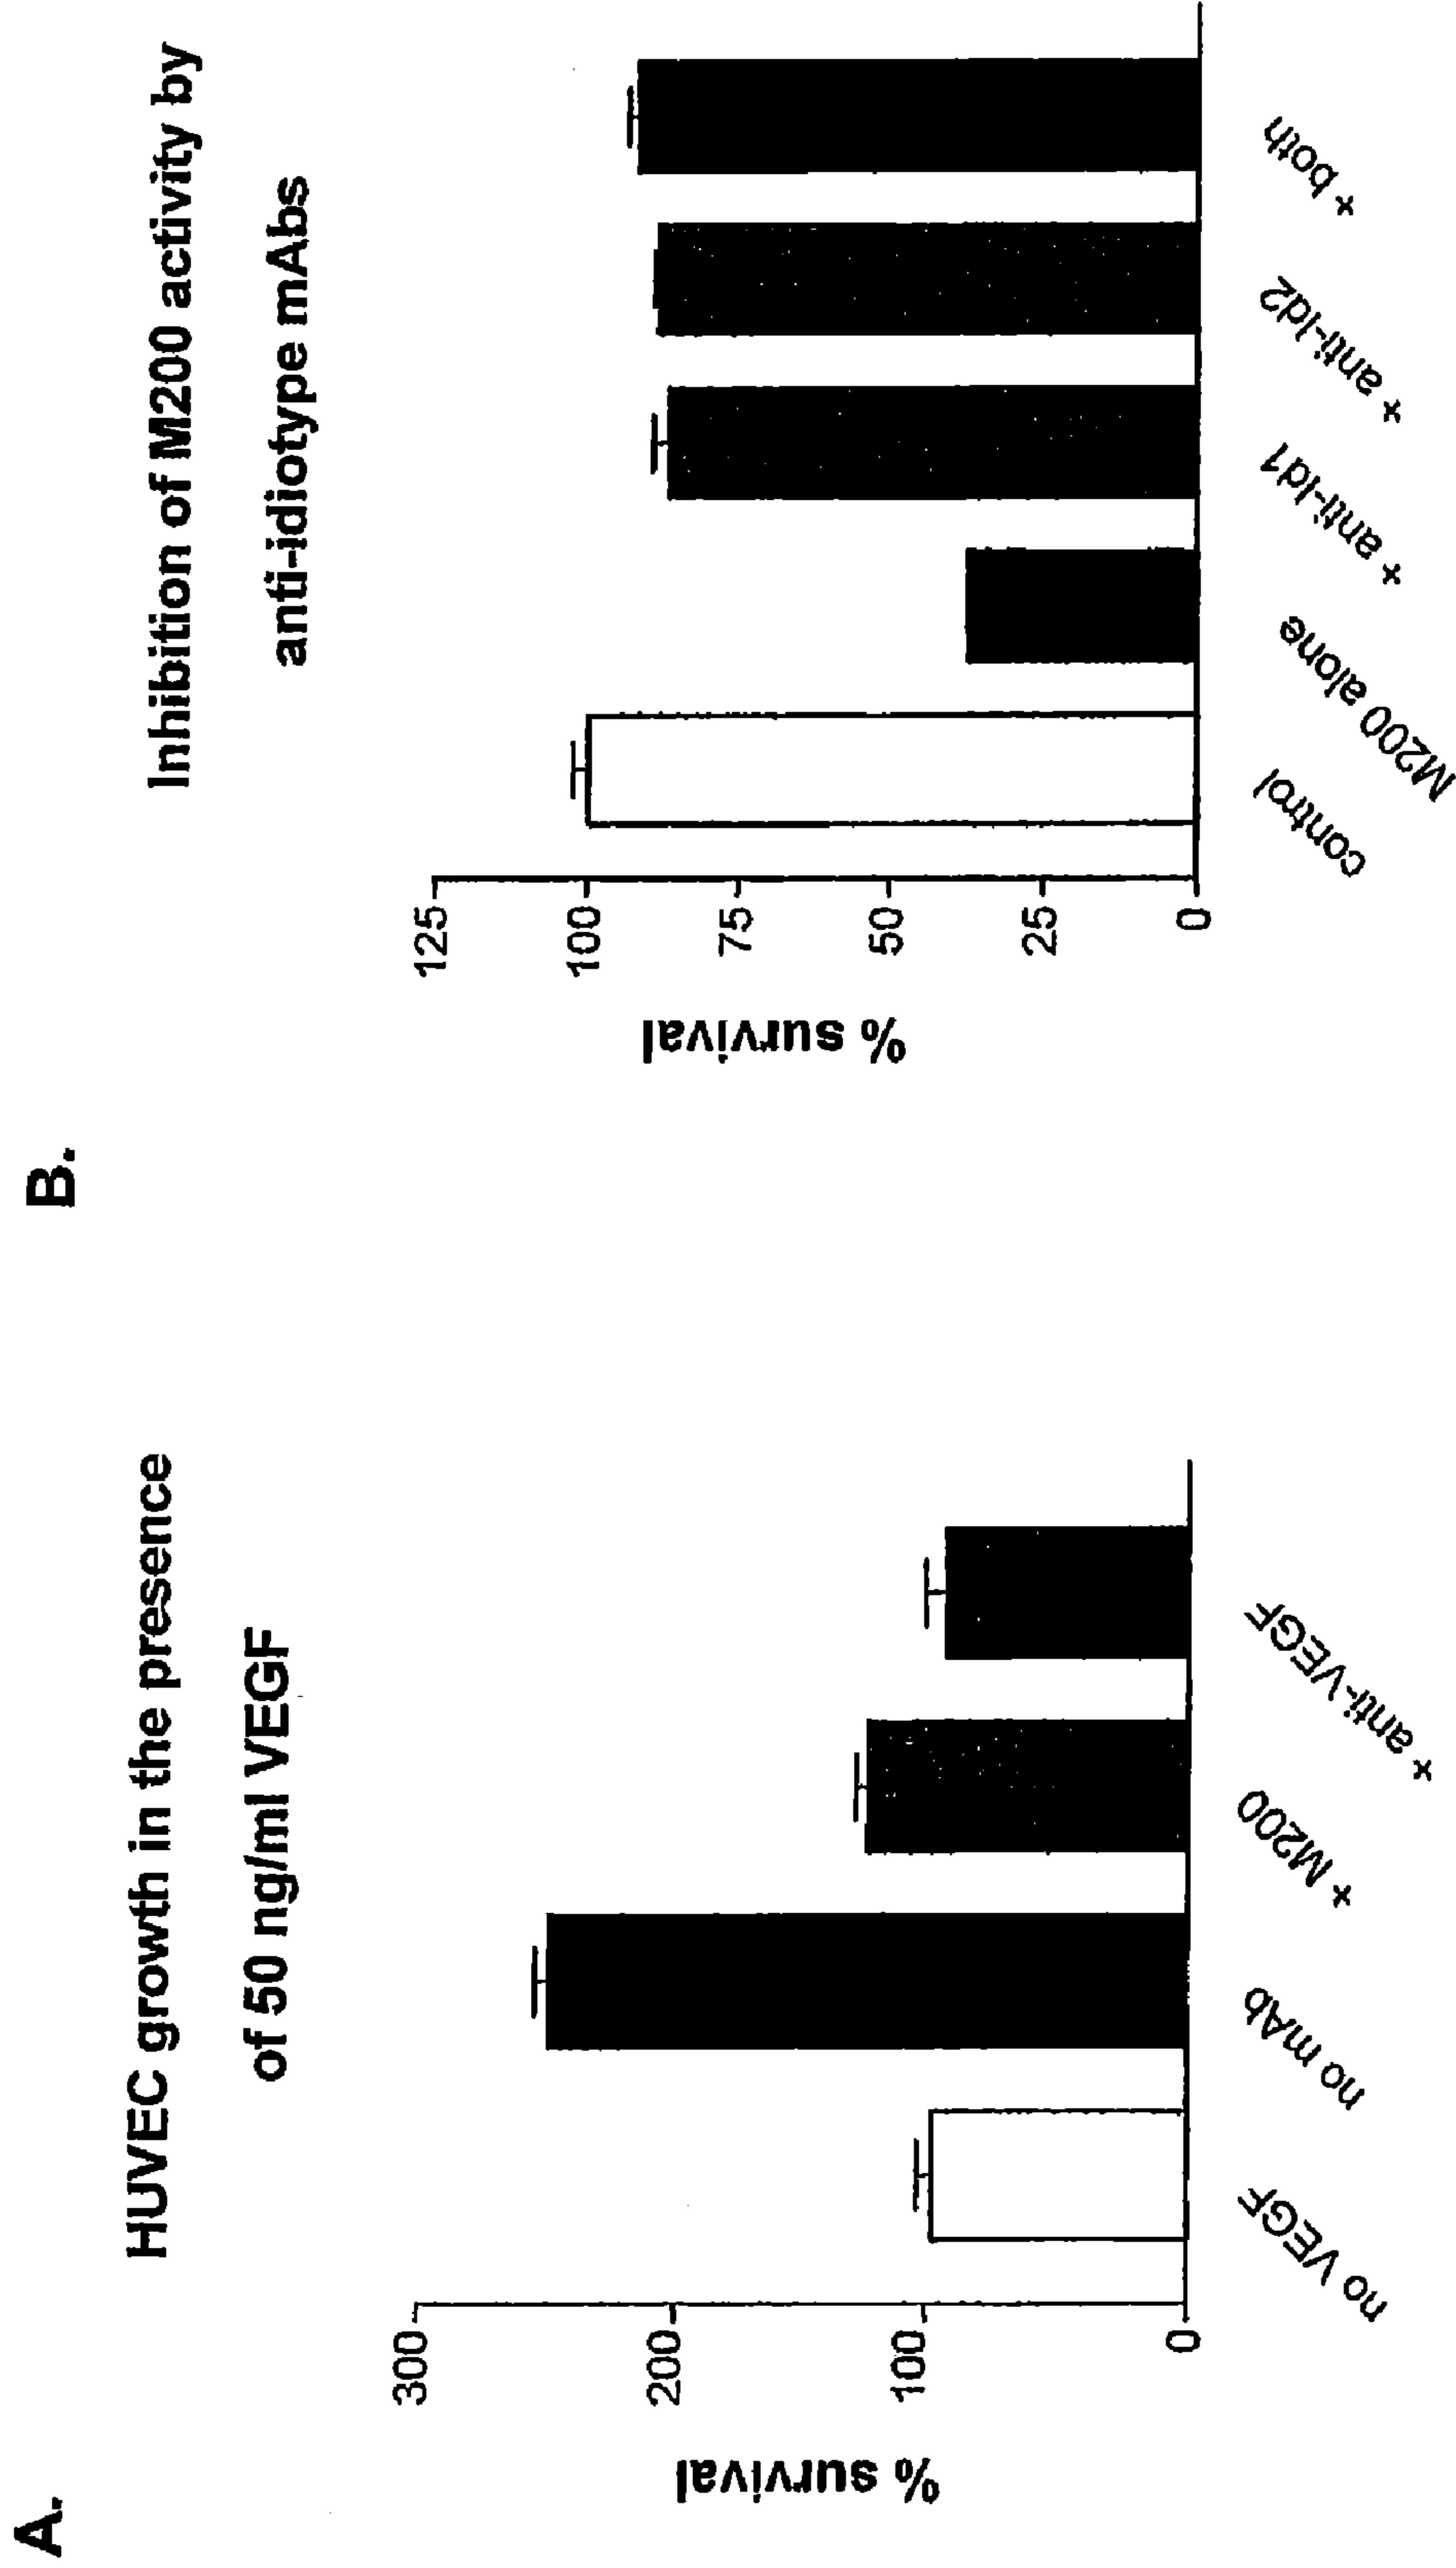 A.
HUVEC growth in the presence
of 50 ng/ml VEGF
% survival
300
200
100
0
no VEGF
no mAb
+ M200
+ anti-VEGF
B.
Inhibition of M200 activity by
anti-idiotype mAbs
% survival
125
100
75
50
25
0
control
M200 alone
+ anti-Id1
+ anti-Id2
+ both